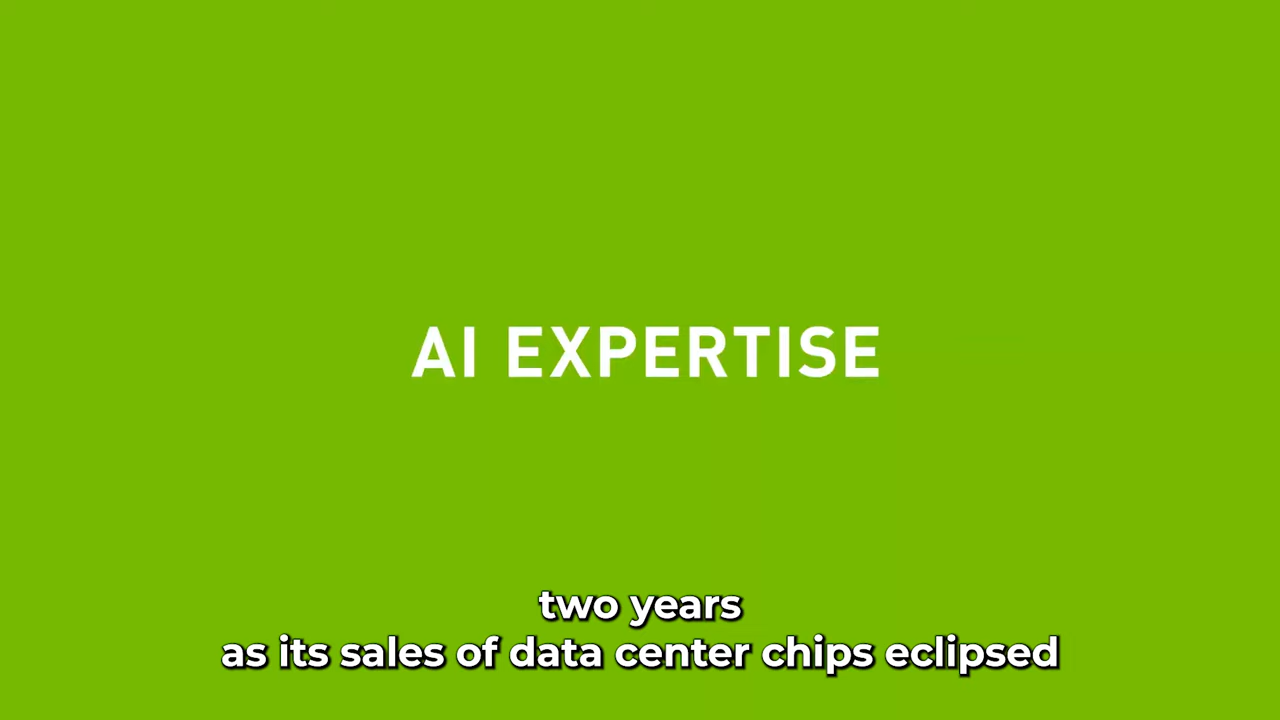 AI EXPERTISE
two years
as its sales of data center chips eclipsed